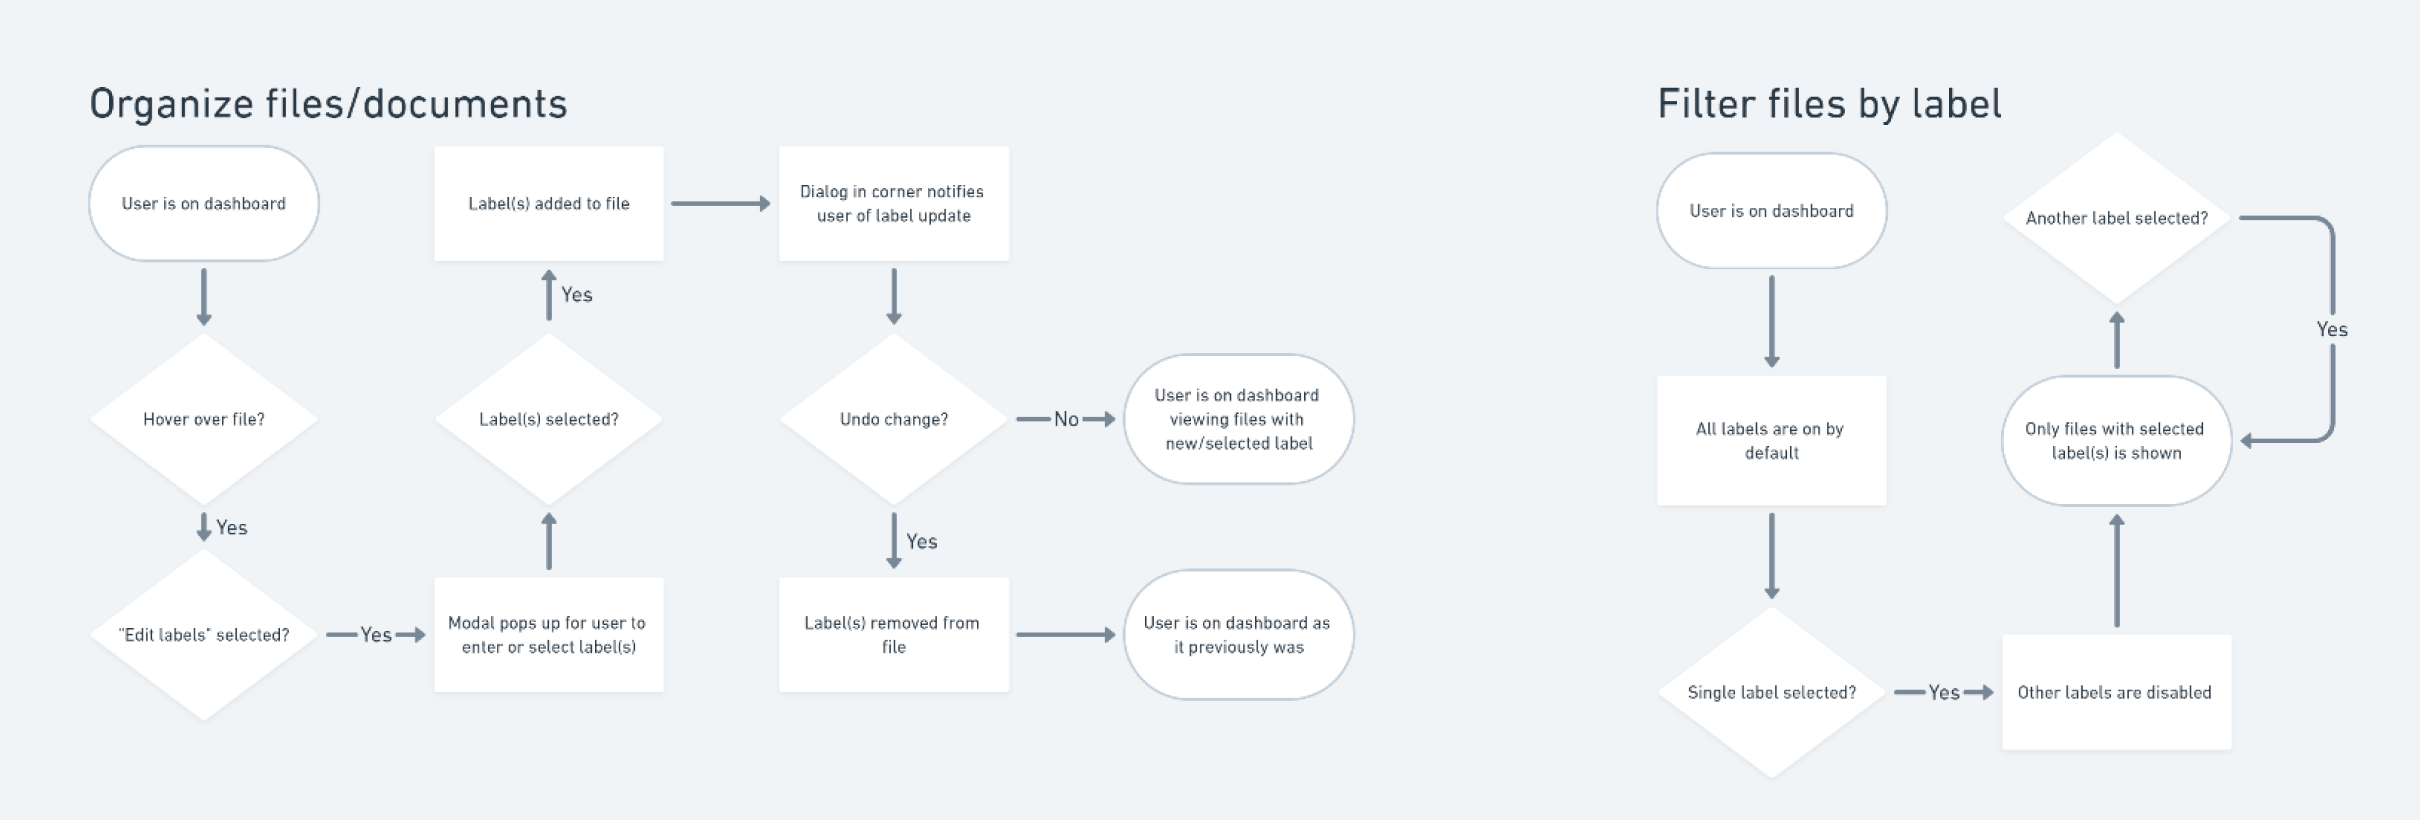 Organize files/documents
User is on dashboard
Hover over file?
Yes
"Edit labels" selected?
Yes
Modal pops up for user to
enter or select label(s)
Label(s) selected?
Yes
Label(s) added to file
Dialog in corner notifies
user of label update
Undo change?
No
User is on dashboard
viewing files with
new/selected label
Yes
Label(s) removed from
file
User is on dashboard as
it previously was
Filter files by label
User is on dashboard
All labels are on by
default
Single label selected?
Yes
Other labels are disabled
Only files with selected
label(s) is shown
Another label selected?
Yes